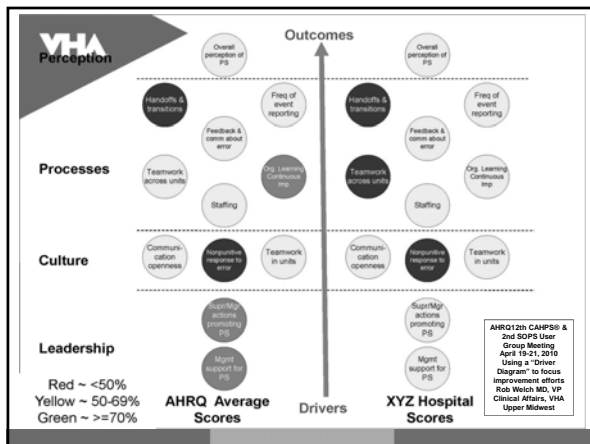 VHA
Perception
Outcomes
Overall
perception of
PS
Overall
perception of
PS
Handoffs &
transitions
Freq of
event
reporting
Handoffs &
transitions
Freq of
event
reporting
Feedback &
comm about
error
Feedback &
comm about
error
Processes
Teamwork
across units
Org. Learning
Continuous
Imp
Teamwork
across units
Org. Learning
Continuous
Imp
Staffing
Staffing
Culture
Communi-
cation
openness
Nonpunitive
response to
error
Teamwork
in units
Communi-
cation
openness
Nonpunitive
response to
error
Teamwork
in units
Leadership
Supr/Mgr
actions
promoting
PS
Supr/Mgr
actions
promoting
PS
Mgmt
support for
PS
Mgmt
support for
PS
Red ~ <50%
Yellow ~ 50-69%
Green ~ >=70%
AHRQ Average
Scores
Drivers
XYZ Hospital
Scores
AHRQ12th CAHPS® &
2nd SOPS User
Group Meeting
April 19-21, 2010
Using a "Driver
Diagram" to focus
improvement efforts
Rob Welch MD, VP
Clinical Affairs, VHA
Upper Midwest